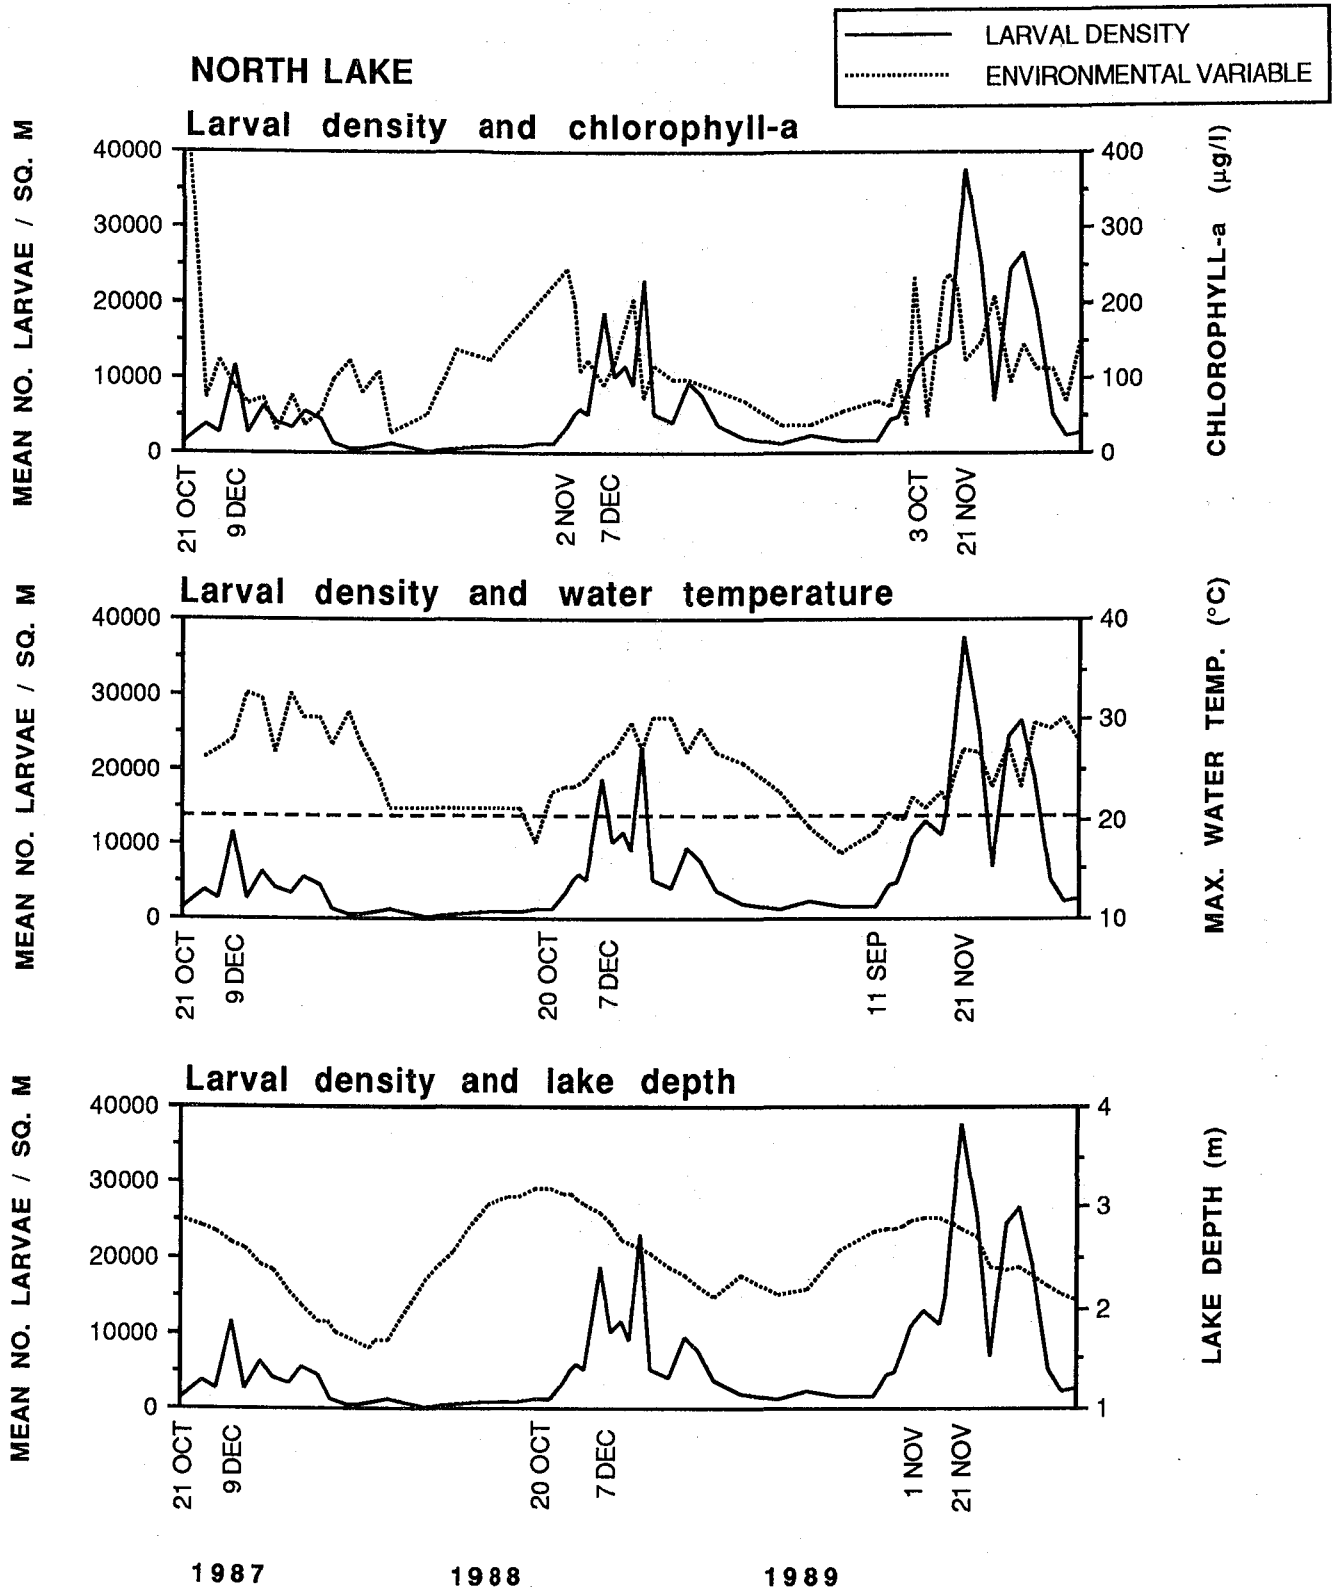 LARVAL DENSITY
ENVIRONMENTAL VARIABLE
NORTH LAKE
Larval density and chlorophyll-a
MEAN NO. LARVAE / SQ. M
40000
30000
20000
10000
0
400
300
200
100
0
CHLOROPHYLL-a (µg/l)
21 OCT
9 DEC
2 NOV
7 DEC
3 OCT
21 NOV
Larval density and water temperature
MEAN NO. LARVAE / SQ. M
40000
30000
20000
10000
0
40
30
20
10
MAX. WATER TEMP. (°C)
21 OCT
9 DEC
20 OCT
7 DEC
11 SEP
21 NOV
Larval density and lake depth
MEAN NO. LARVAE / SQ. M
40000
30000
20000
10000
0
4
3
2
1
LAKE DEPTH (m)
21 OCT
9 DEC
20 OCT
7 DEC
1 NOV
21 NOV
1987 1988 1989